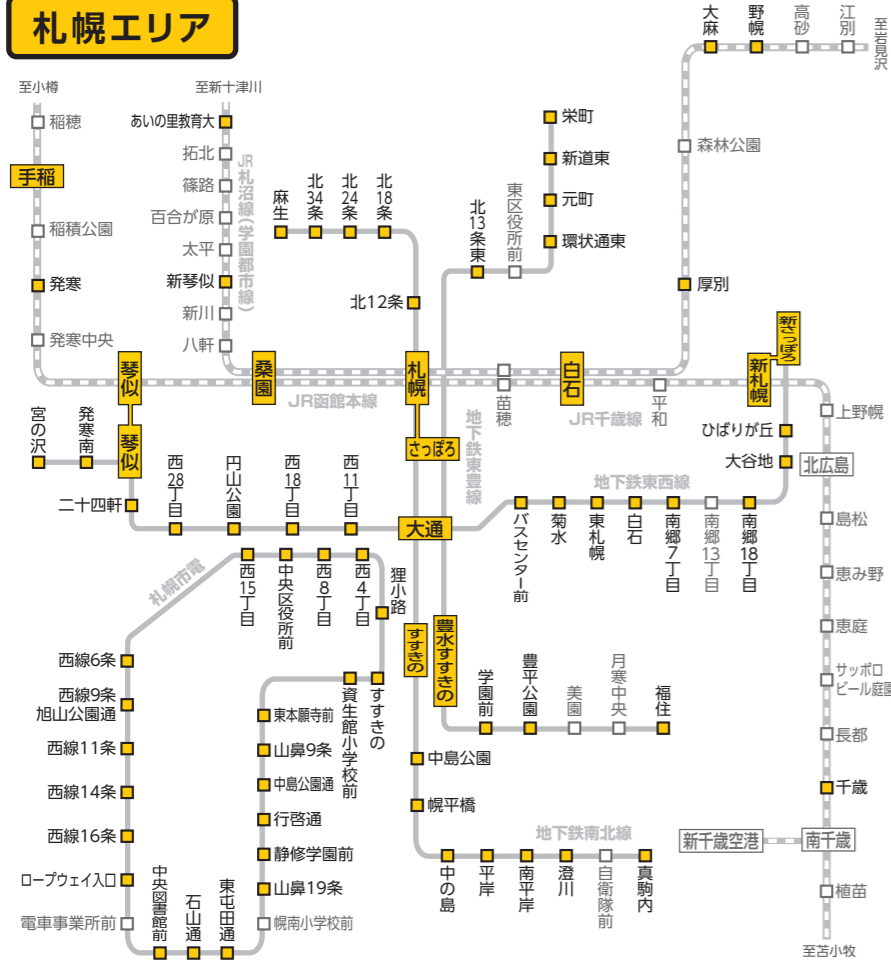 札幌エリア
至小樽
稲穂
手稲
稲積公園
発寒
発寒中央
琴似
琴似
宮の沢
発寒南
二十四軒
至新十津川
あいの里教育大
拓北
篠路
百合が原
太平
新琴似
新川
八軒
JR札沼線(学園都市線)
桑園
JR函館本線
麻生
北34条
北24条
北18条
北12条
札幌
さっぽろ
栄町
新道東
元町
環状通東
東区役所前
北13条東
地下鉄東豊線
苗穂
白石
JR千歳線
平和
大麻
野幌
高砂
江別
至岩見沢
森林公園
厚別
新さっぽろ
新札幌
ひばりが丘
大谷地
上野幌
北広島
島松
恵み野
恵庭
サッポロ
ビール庭園
長都
千歳
南千歳
新千歳空港
植苗
至苫小牧
西28丁目
円山公園
西18丁目
西11丁目
大通
地下鉄東西線
バスセンター前
菊水
東札幌
白石
南郷7丁目
南郷13丁目
南郷18丁目
札幌市電
西15丁目
中央区役所前
西8丁目
西4丁目
狸小路
すすきの
資生館小学校前
東本願寺前
山鼻9条
中島公園通
行啓通
静修学園前
山鼻19条
幌南小学校前
東屯田通
石山通
中央図書館前
電車事業所前
ロープウェイ入口
西線16条
西線14条
西線11条
西線9条
旭山公園通
西線6条
すすきの
豊水すすきの
学園前
豊平公園
美園
月寒中央
福住
中島公園
幌平橋
地下鉄南北線
中の島
平岸
南平岸
澄川
自衛隊前
真駒内